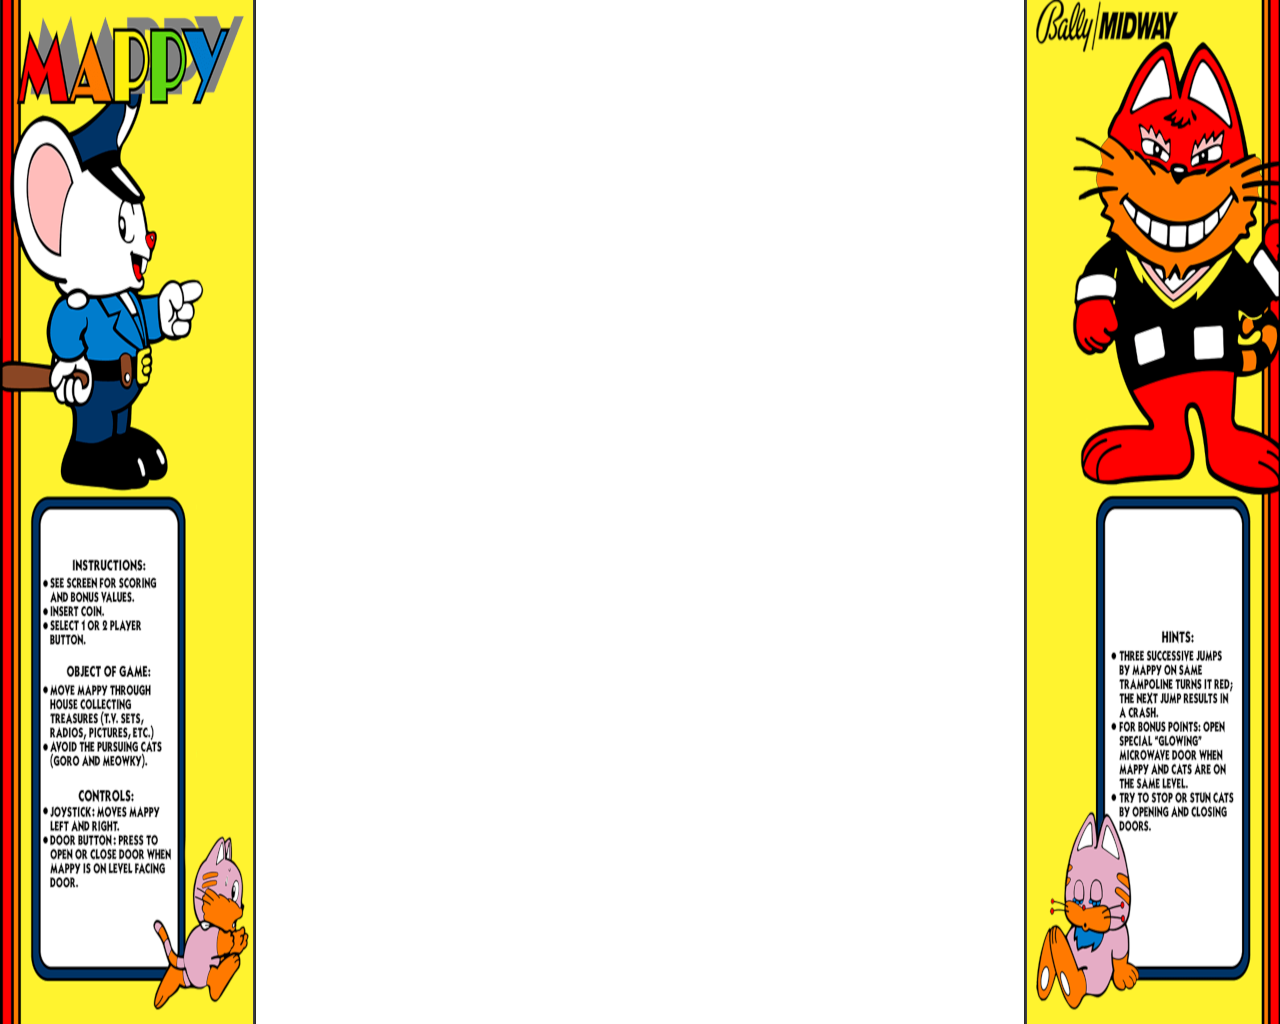 MAPPY
INSTRUCTIONS:
• SEE SCREEN FOR SCORING
AND BONUS VALUES.
• INSERT COIN.
• SELECT 1 OR 2 PLAYER
BUTTON.
OBJECT OF GAME:
• MOVE MAPPY THROUGH
HOUSE COLLECTING
TREASURES (T.V. SETS,
RADIOS, PICTURES, ETC.)
• AVOID THE PURSUING CATS
(GORO AND MEOWKY).
CONTROLS:
• JOYSTICK: MOVES MAPPY
LEFT AND RIGHT.
• DOOR BUTTON: PRESS TO
OPEN OR CLOSE DOOR WHEN
MAPPY IS ON LEVEL FACING
DOOR.
Bally/MIDWAY
HINTS:
• THREE SUCCESSIVE JUMPS
BY MAPPY ON SAME
TRAMPOLINE TURNS IT RED;
THE NEXT JUMP RESULTS IN
A CRASH.
• FOR BONUS POINTS: OPEN
SPECIAL "GLOWING"
MICROWAVE DOOR WHEN
MAPPY AND CATS ARE ON
THE SAME LEVEL.
• TRY TO STOP OR STUN CATS
BY OPENING AND CLOSING
DOORS.